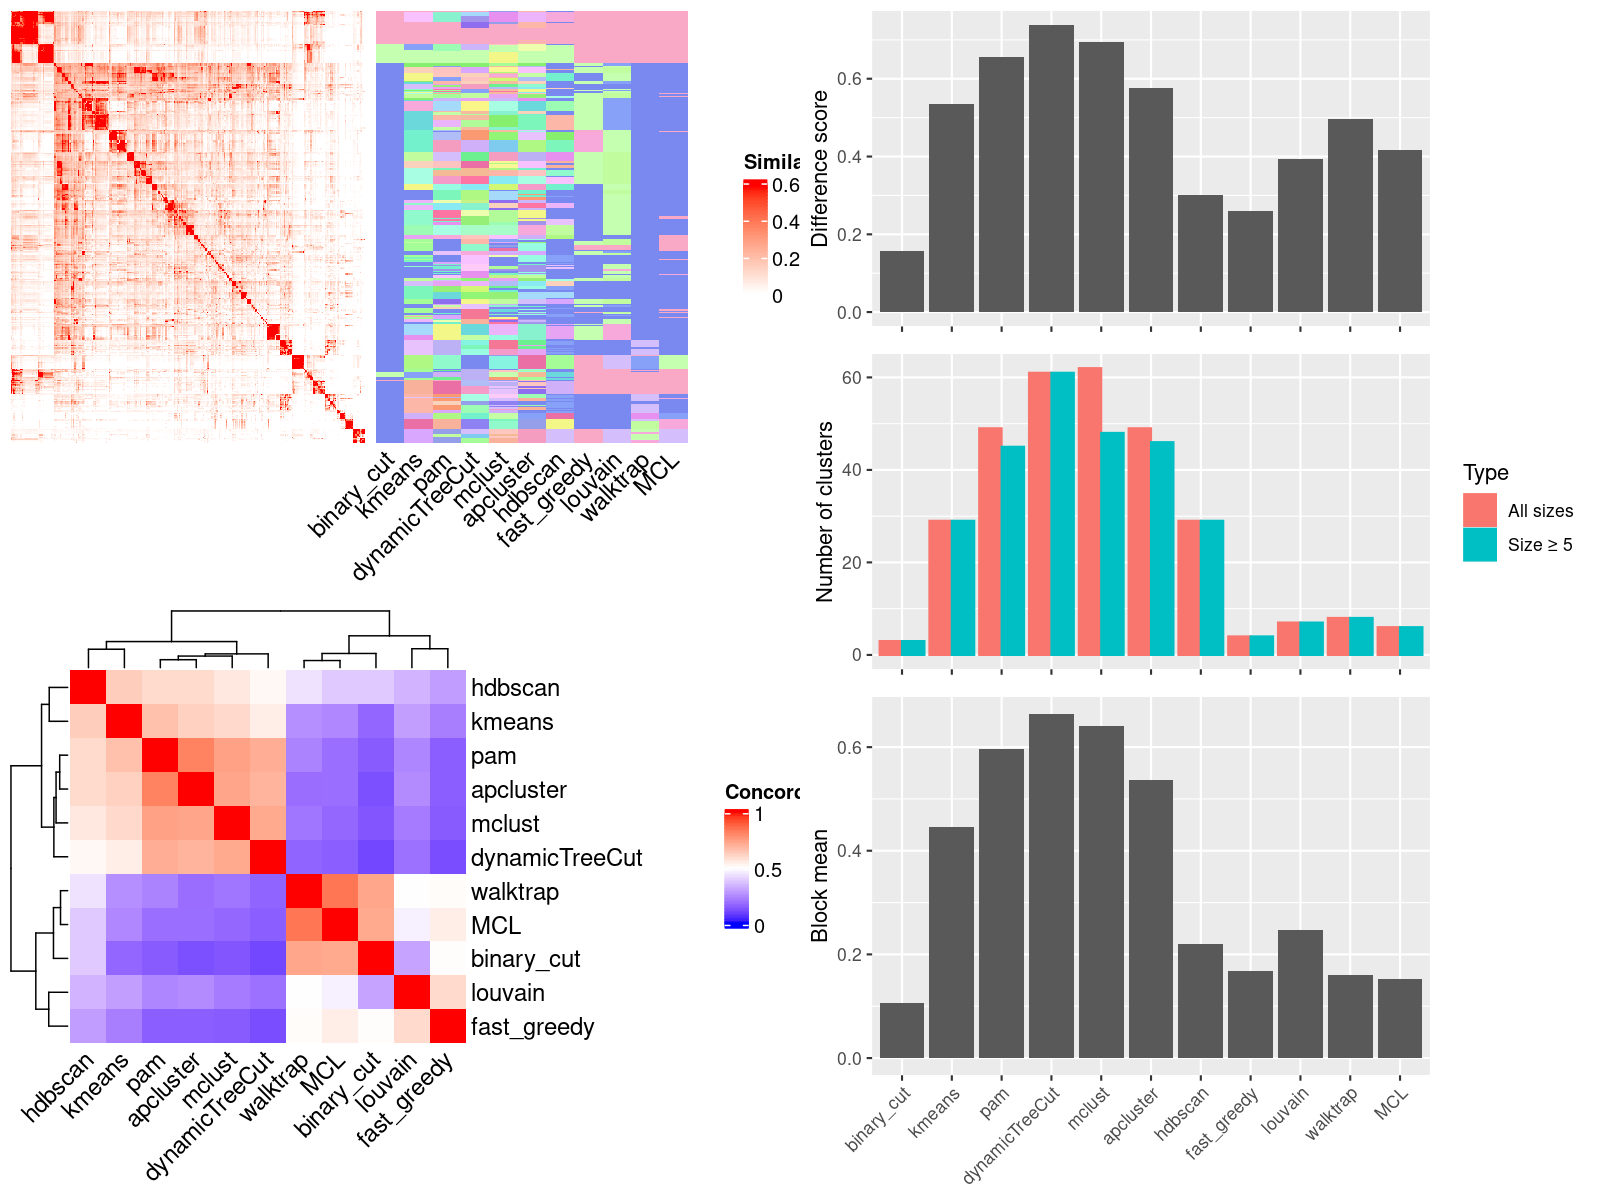 Simila
0.6
0.4
0.2
0
binary_cut
kmeans
pam
dynamicTreeCut
mclust
apcluster
hdbscan
fast_greedy
louvain
walktrap
MCL
hdbscan
kmeans
pam
apcluster
mclust
dynamicTreeCut
walktrap
MCL
binary_cut
louvain
fast_greedy
hdbscan
kmeans
pam
apcluster
mclust
dynamicTreeCut
walktrap
MCL
binary_cut
louvain
fast_greedy
Concord
1
0.5
0
Difference score
0.6
0.4
0.2
0.0
Number of clusters
60
40
20
0
Type
All sizes
Size ≥ 5
Block mean
0.6
0.4
0.2
0.0
binary_cut
kmeans
pam
dynamicTreeCut
mclust
apcluster
hdbscan
fast_greedy
louvain
walktrap
MCL